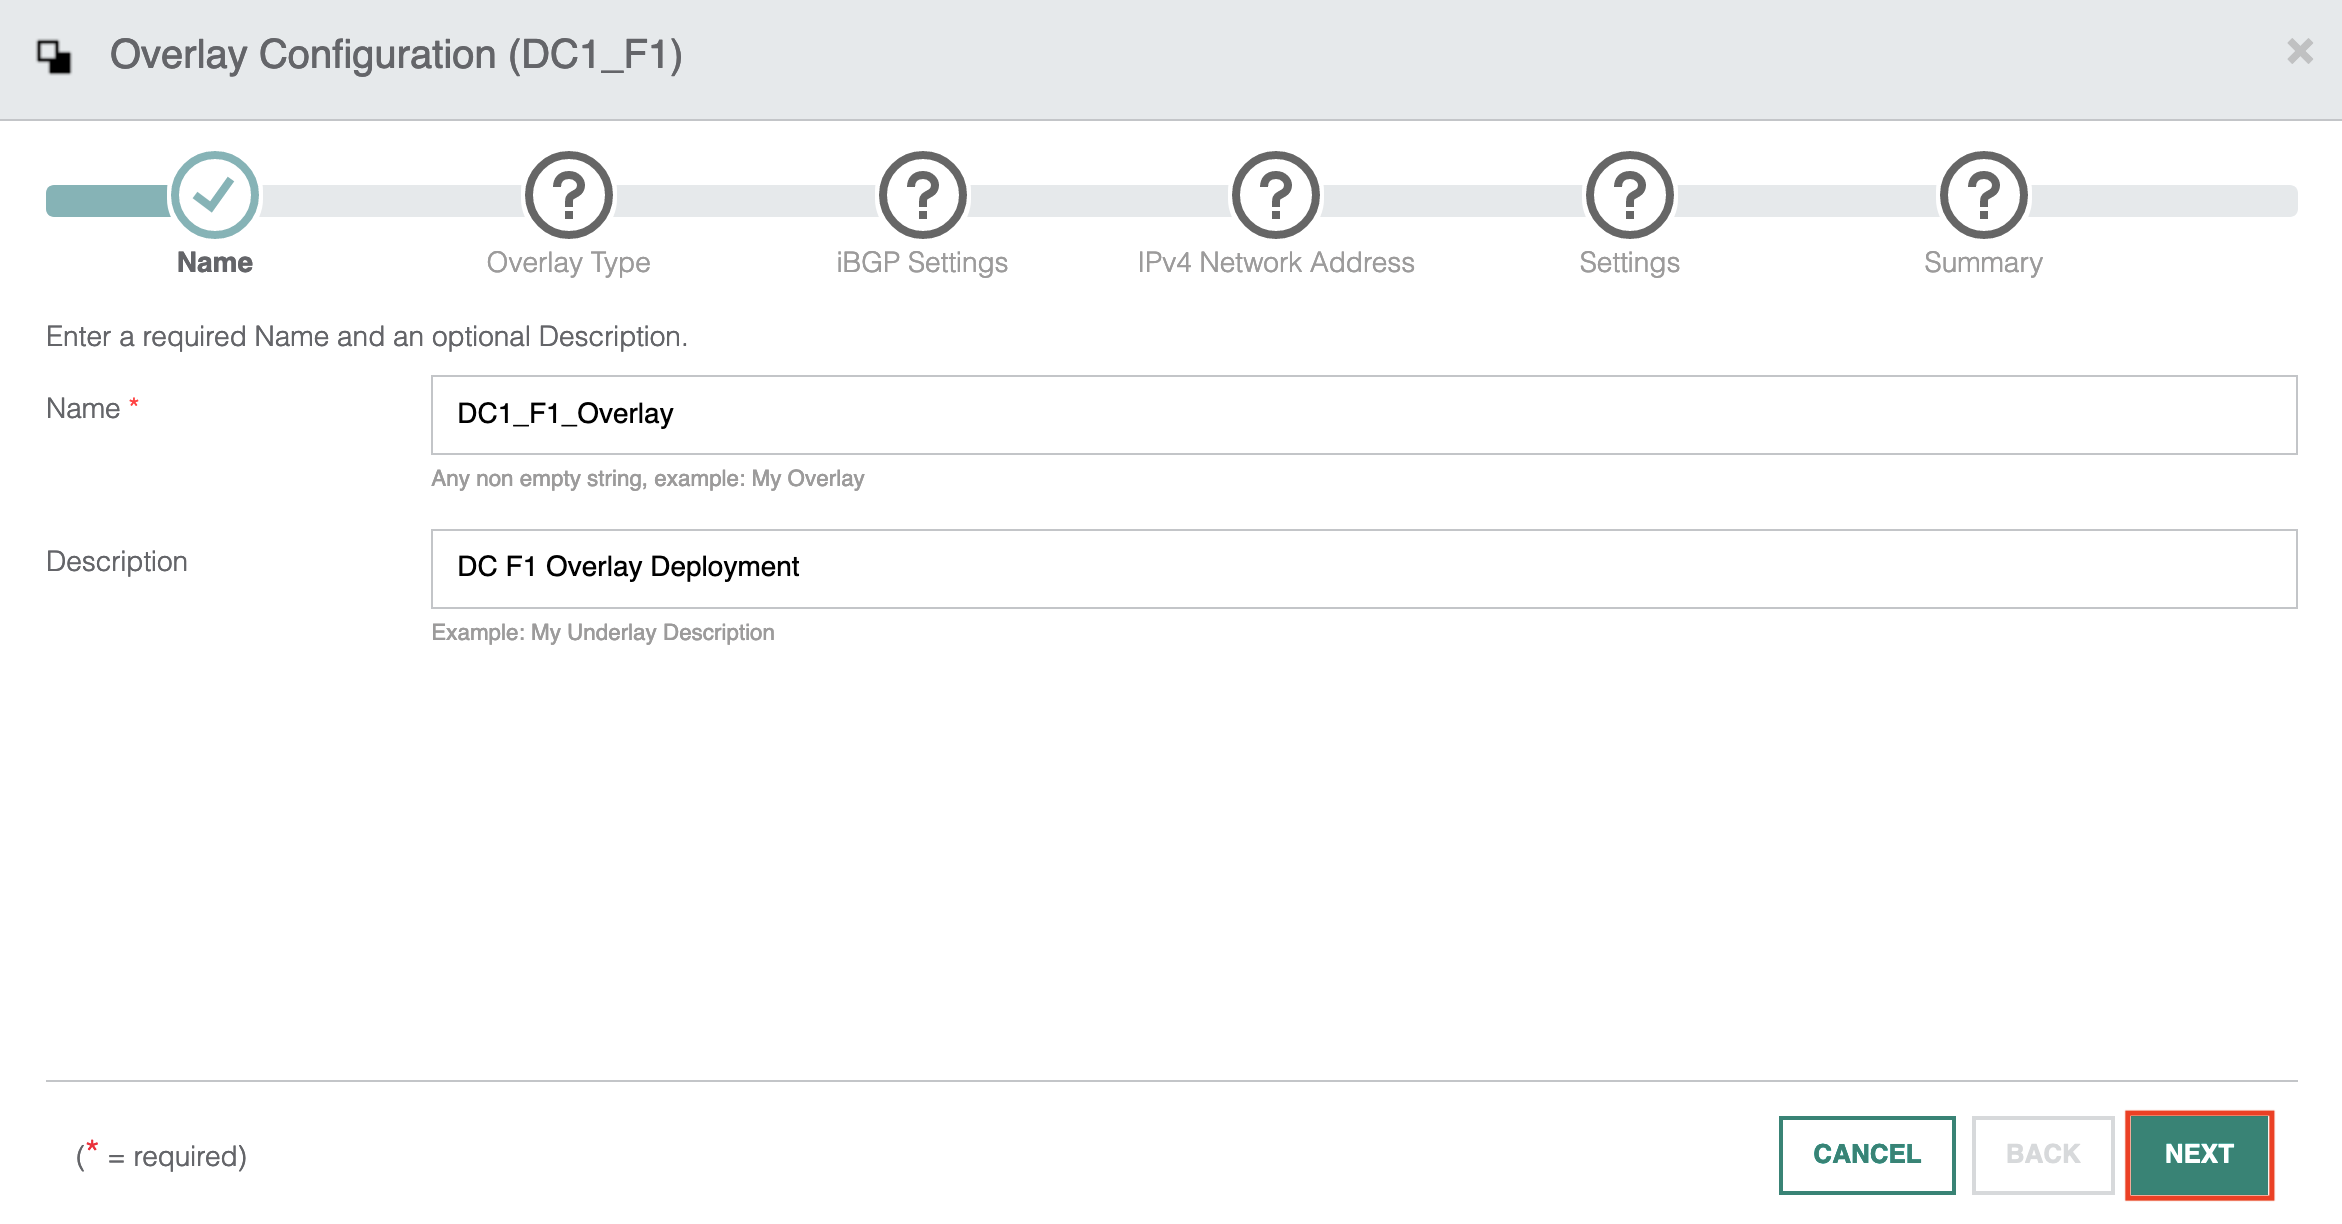 Overlay Configuration (DC1_F1)
Name
Overlay Type
iBGP Settings
IPv4 Network Address
Settings
Summary
Enter a required Name and an optional Description.
Name *
DC1_F1_Overlay
Any non empty string, example: My Overlay
Description
DC F1 Overlay Deployment
Example: My Underlay Description
(* = required)
CANCEL
BACK
NEXT